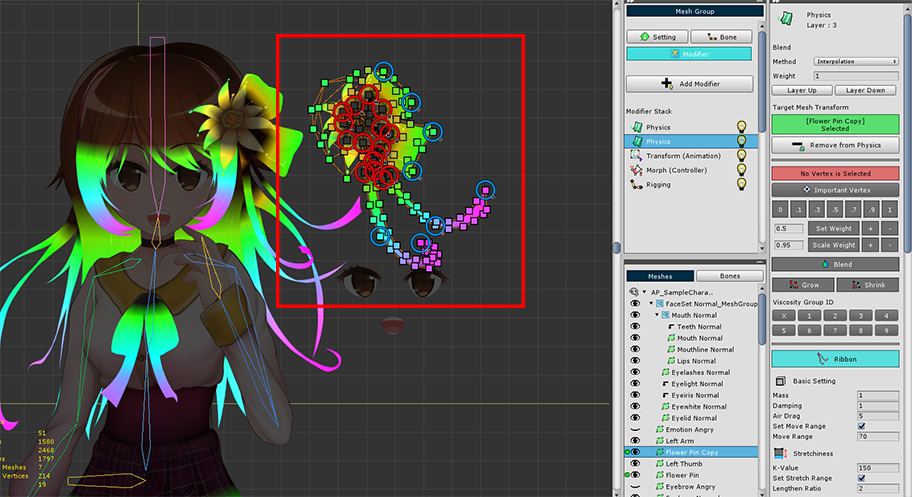 Mesh Group
Setting
Bone
Modifier
Add Modifier
Modifier Stack
Physics
Physics
Transform (Animation)
Morph (Controller)
Rigging
Meshes
Bones
AP_SampleChara..
FaceSet Normal_MeshGroup
Mouth Normal
Teeth Normal
Mouth Normal
Mouthline Normal
Lips Normal
Eyelashes Normal
Eyelight Normal
Eyeiris Normal
Eyewhite Normal
Eyelid Normal
Emotion Angry
Left Arm
Flower Pin Copy
Left Thumb
Flower Pin
Eyebrow Angry
Physics
Layer : 3
Blend
Method Interpolation
Weight 1
Layer Up Layer Down
Target Mesh Transform
[Flower Pin Copy]
Selected
Remove from Physics
No Vertex is Selected
Important Vertex
0 .1 .3 .5 .7 .9 1
0.5 Set Weight + -
0.95 Scale Weight + -
Blend
Grow Shrink
Viscosity Group ID
X 1 2 3 4
5 6 7 8 9
Ribbon
Basic Setting
Mass 1
Damping 1
Air Drag 5
Set Move Range
Move Range 70
Stretchiness
K-Value 150
Set Stretch Range
Lengthen Ratio 2
51
1580
2468
1797
Meshes 7
Vertices 214
19